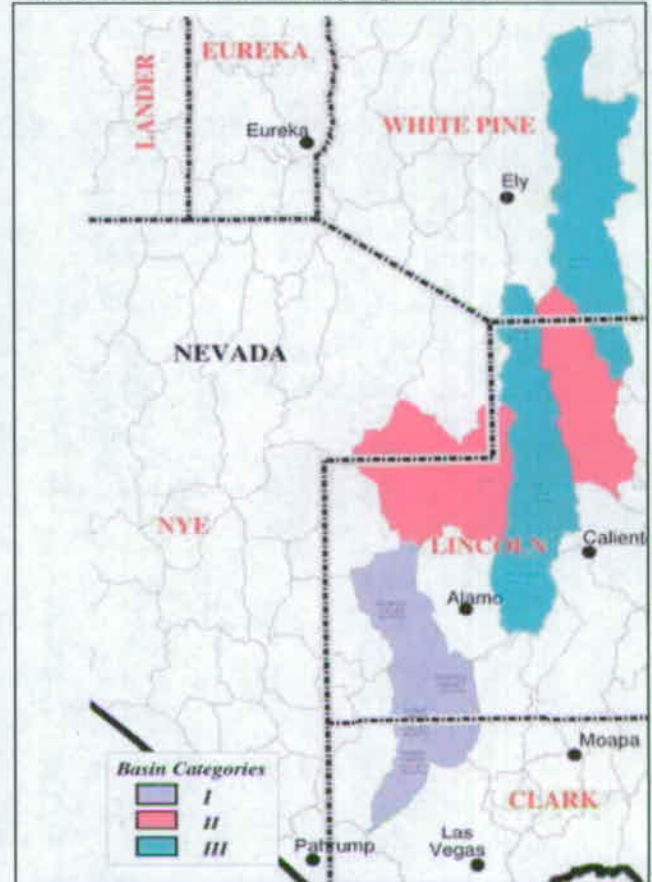 EUREKA
LANDER
Eureka
WHITE PINE
Ely
NEVADA
NYE
LINCOLN
Calient
Alamo
Moapa
Basin Categories
I
II
III
CLARK
Pahrump
Las
Vegas